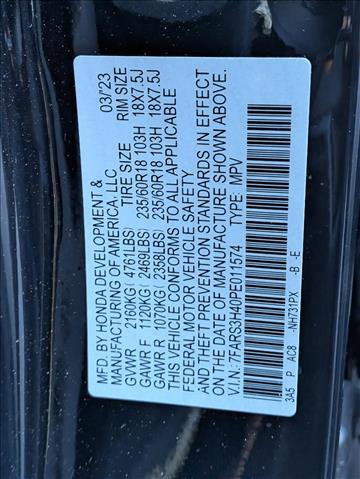 MFD. BY HONDA DEVELOPMENT & 03/'23
MANUFACTURING OF AMERICA, LLC
GVWR 2160KG (4761LBS) TIRE SIZE RIM SIZE
GAWR F 1120KG (2469LBS) 235/60R18 103H 18X7.5J
GAWR R 1070KG (2358LBS) 235/60R18 103H 18X7.5J
THIS VEHICLE CONFORMS TO ALL APPLICABLE
FEDERAL MOTOR VEHICLE SAFETY
AND THEFT PREVENTION STANDARDS IN EFFECT
ON THE DATE OF MANUFACTURE SHOWN ABOVE.
V.I.N.: 7FARS3H40PE011574 TYPE: MPV
3A5 P AC8 -NH731PX -B -E